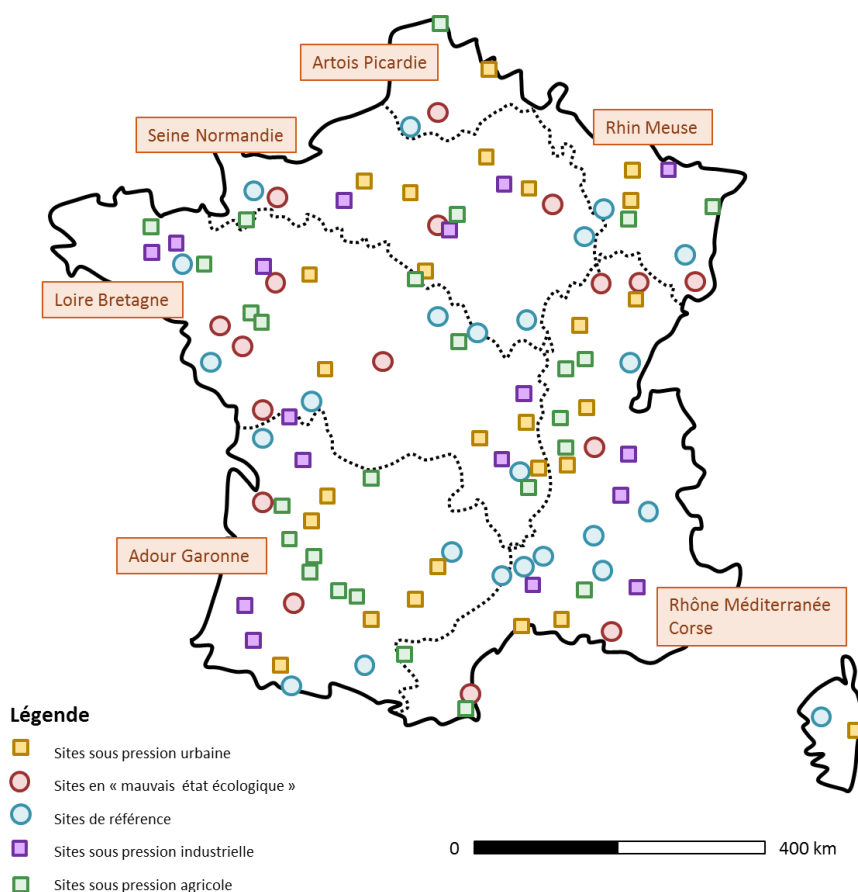 Artois Picardie
Seine Normandie
Rhin Meuse
Loire Bretagne
Adour Garonne
Rhône Méditerranée
Corse
Légende
Sites sous pression urbaine
Sites en « mauvais état écologique »
Sites de référence
Sites sous pression industrielle
Sites sous pression agricole
0 400 km